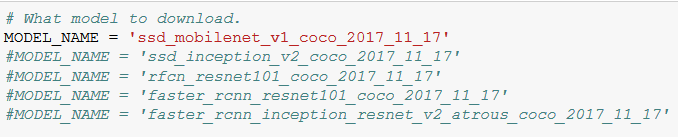 # What model to download.
MODEL_NAME = 'ssd_mobilenet_v1_coco_2017_11_17'
#MODEL_NAME = 'ssd_inception_v2_coco_2017_11_17'
#MODEL_NAME = 'rfcn_resnet101_coco_2017_11_17'
#MODEL_NAME = 'faster_rcnn_resnet101_coco_2017_11_17'
#MODEL_NAME = 'faster_rcnn_inception_resnet_v2_atrous_coco_2017_11_17'